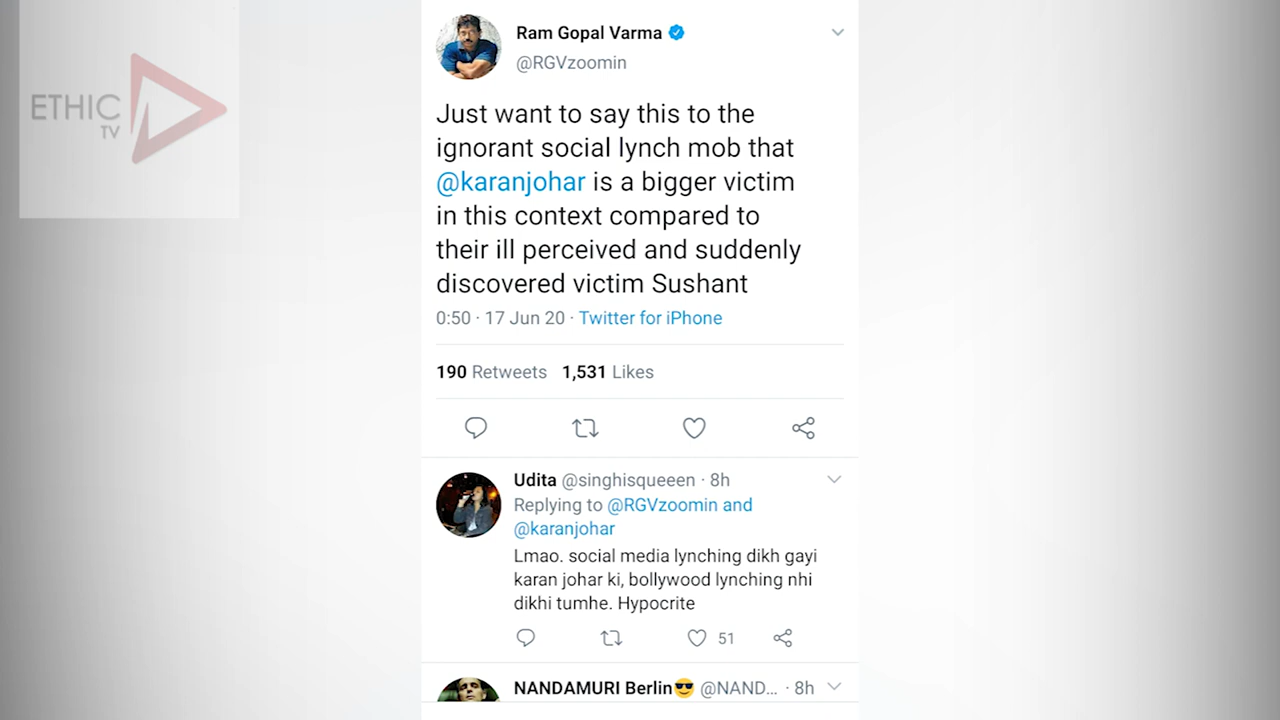 ETHIC
TV
Ram Gopal Varma
@RGVzoomin
Just want to say this to the
ignorant social lynch mob that
@karanjohar is a bigger victim
in this context compared to
their ill perceived and suddenly
discovered victim Sushant
0:50 · 17 Jun 20 · Twitter for iPhone
190 Retweets 1,531 Likes
Udita @singhisqueeen · 8h
Replying to @RGVzoomin and
@karanjohar
Lmao. social media lynching dikh gayi
karan johar ki, bollywood lynching nhi
dikhi tumhe. Hypocrite
51
NANDAMURI Berlin😎 @NAND... · 8h